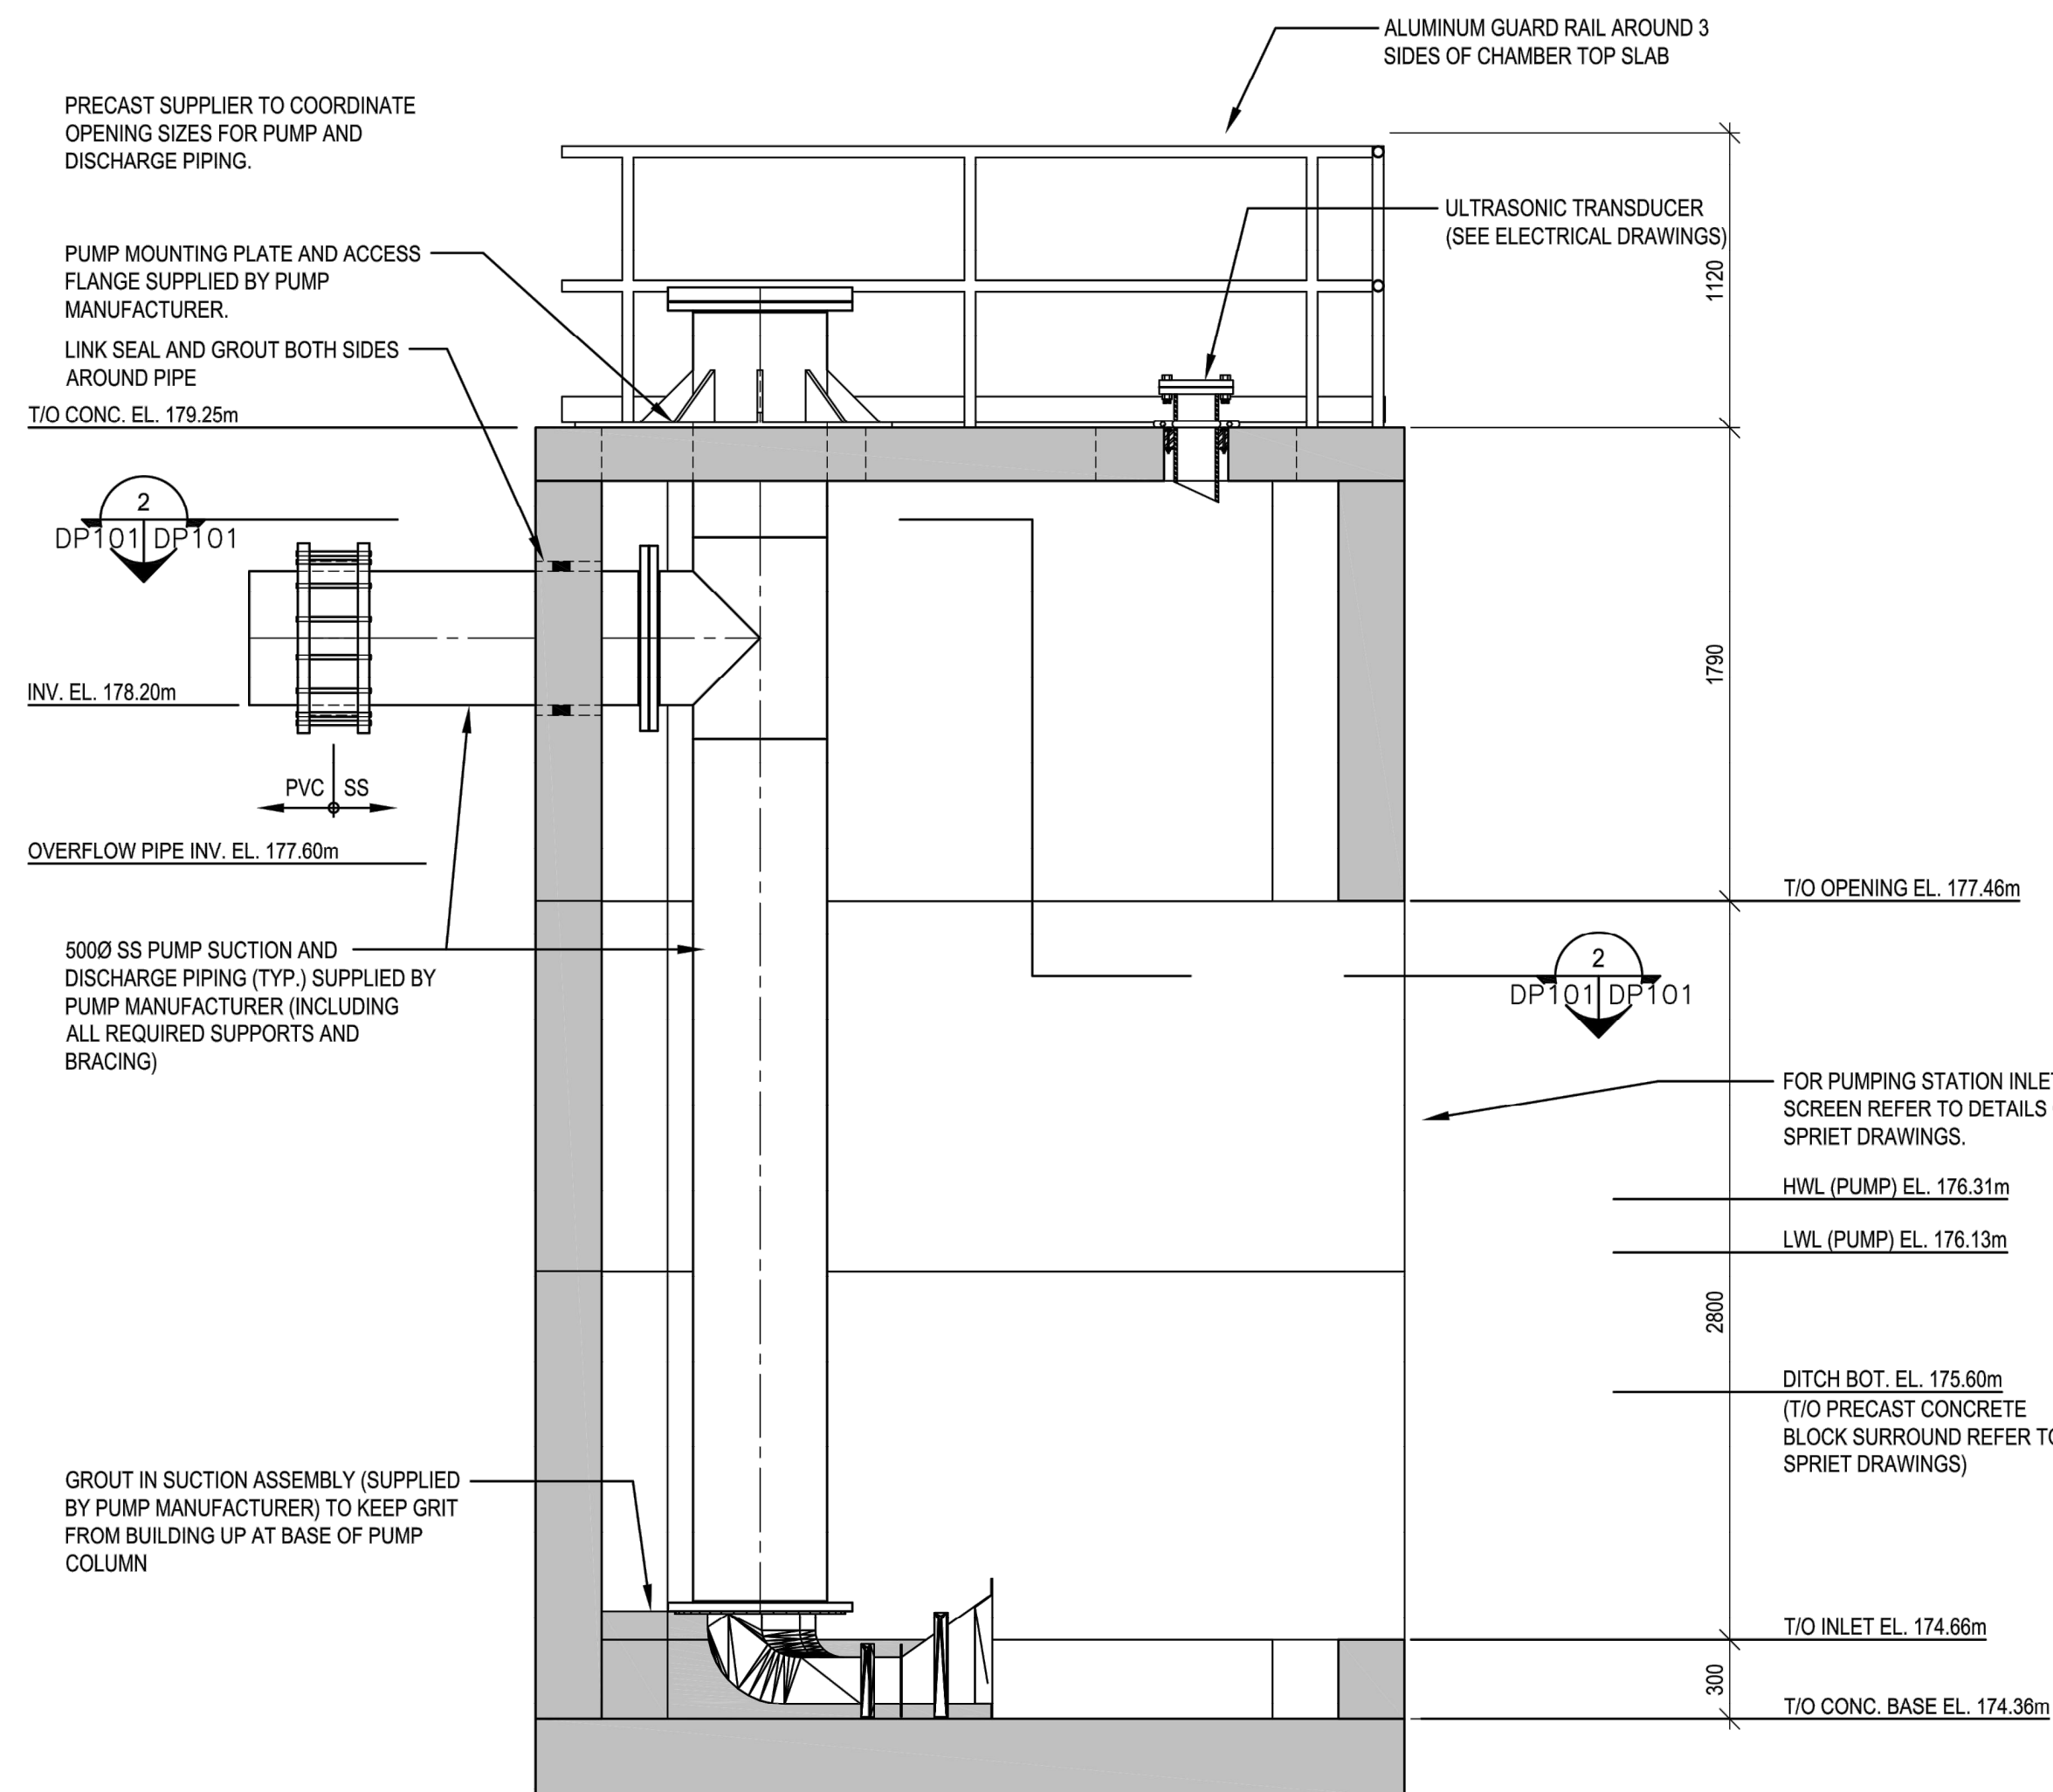 ALUMINUM GUARD RAIL AROUND 3
SIDES OF CHAMBER TOP SLAB
PRECAST SUPPLIER TO COORDINATE
OPENING SIZES FOR PUMP AND
DISCHARGE PIPING.
ULTRASONIC TRANSDUCER
(SEE ELECTRICAL DRAWINGS)
1120
PUMP MOUNTING PLATE AND ACCESS
FLANGE SUPPLIED BY PUMP
MANUFACTURER.
LINK SEAL AND GROUT BOTH SIDES
AROUND PIPE
T/O CONC. EL. 179.25m
2
DP101 DP101
1790
INV. EL. 178.20m
PVC SS
OVERFLOW PIPE INV. EL. 177.60m
T/O OPENING EL. 177.46m
500Ø SS PUMP SUCTION AND
DISCHARGE PIPING (TYP.) SUPPLIED BY
PUMP MANUFACTURER (INCLUDING
ALL REQUIRED SUPPORTS AND
BRACING)
2
DP101 DP101
FOR PUMPING STATION INLET
SCREEN REFER TO DETAILS
SPRIET DRAWINGS.
HWL (PUMP) EL. 176.31m
LWL (PUMP) EL. 176.13m
2800
DITCH BOT. EL. 175.60m
(T/O PRECAST CONCRETE
BLOCK SURROUND REFER TO
SPRIET DRAWINGS)
GROUT IN SUCTION ASSEMBLY (SUPPLIED
BY PUMP MANUFACTURER) TO KEEP GRIT
FROM BUILDING UP AT BASE OF PUMP
COLUMN
T/O INLET EL. 174.66m
300
T/O CONC. BASE EL. 174.36m